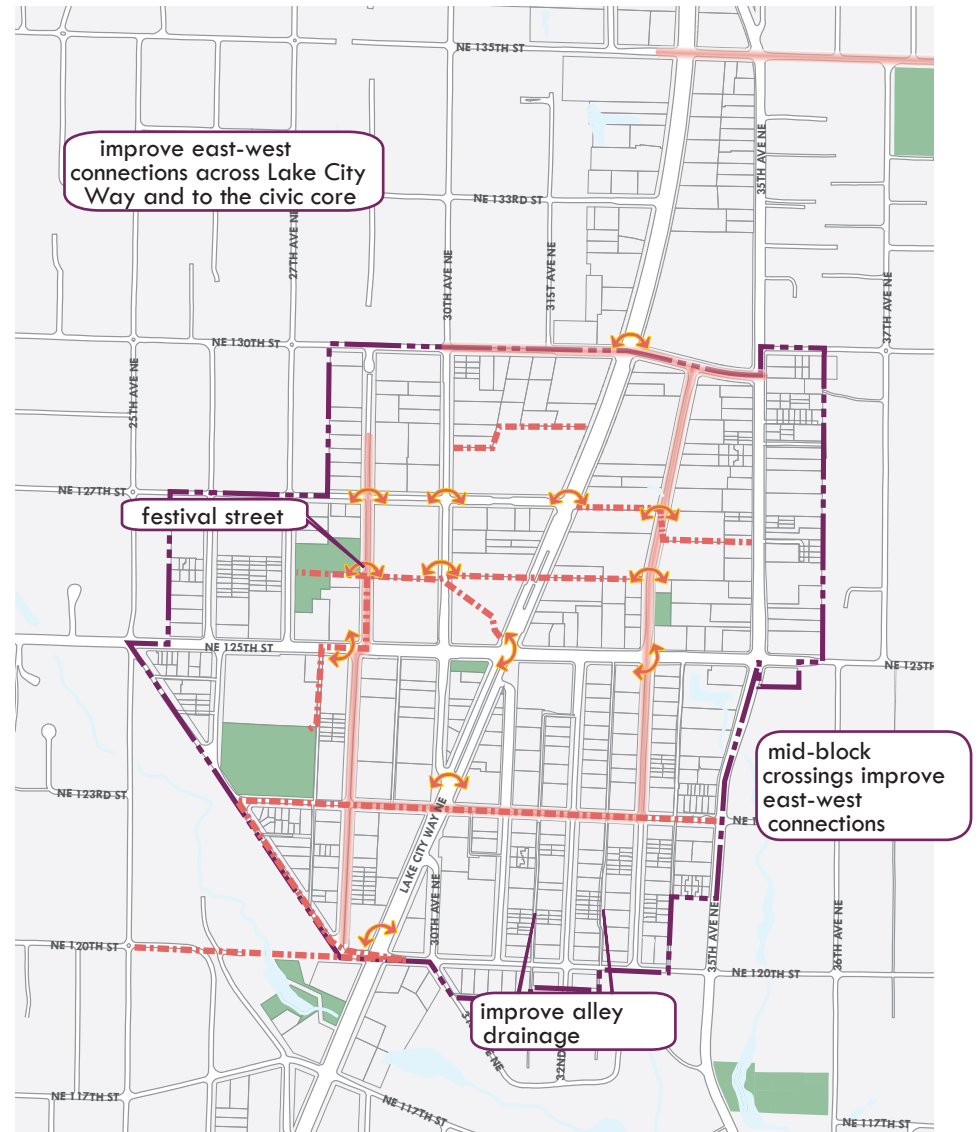 NE 135TH ST
35TH AVE NE
improve east-west
connections across Lake City
Way and to the civic core
NE 133RD ST
27TH AVE NE
30TH AVE NE
31ST AVE NE
37TH AVE NE
NE 130TH ST
25TH AVE NE
NE 127TH ST
festival street
NE 125TH ST
NE 125TH
mid-block
crossings improve
east-west
connections
NE 123RD ST
LAKE CITY WAY NE
30TH AVE NE
35TH AVE NE
36TH AVE NE
NE 120TH ST
NE 120TH ST
improve alley
drainage
32ND
NE 117TH ST
NE 117TH ST
NE 117TH ST